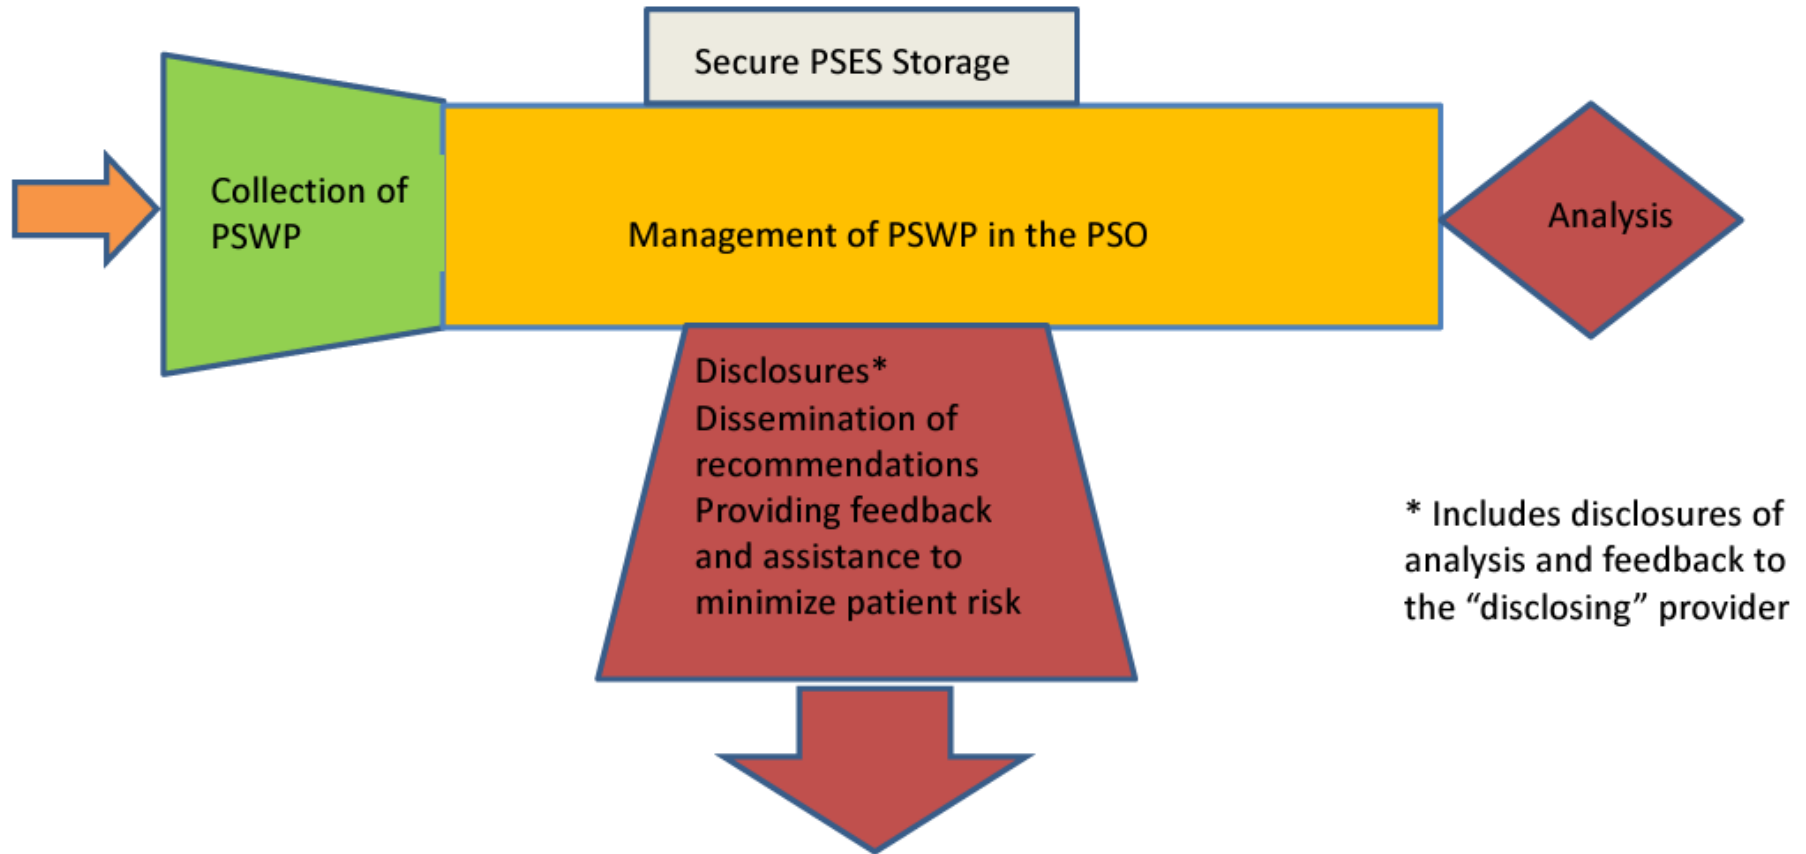 Secure PSES Storage
Collection of
PSWP
Management of PSWP in the PSO
Analysis
Disclosures*
Dissemination of
recommendations
Providing feedback
and assistance to
minimize patient risk
* Includes disclosures of
analysis and feedback to
the “disclosing” provider